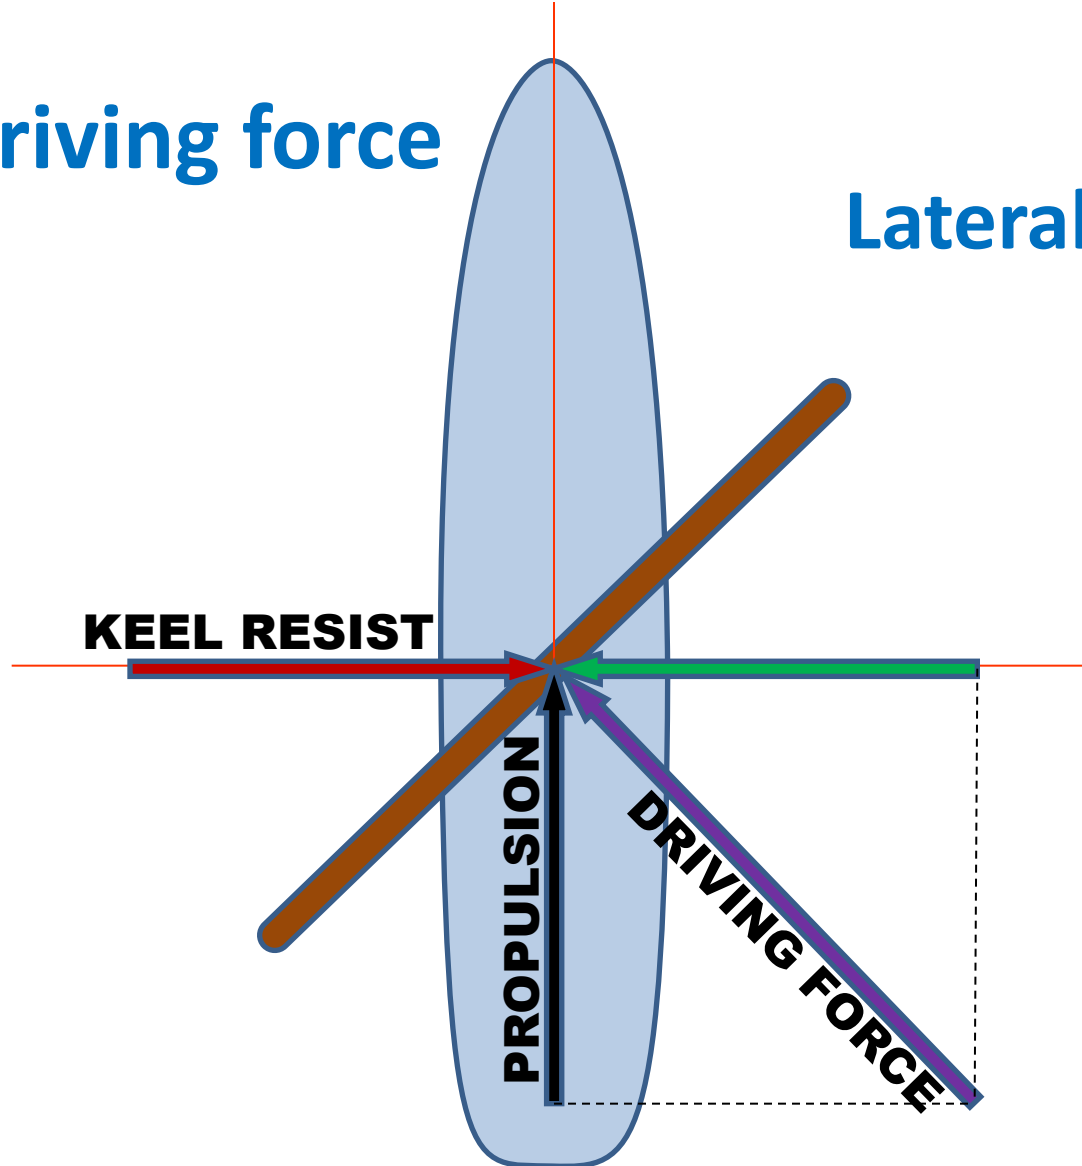 riving force
Lateral
KEEL RESIST
PROPULSION
DRIVING FORCE